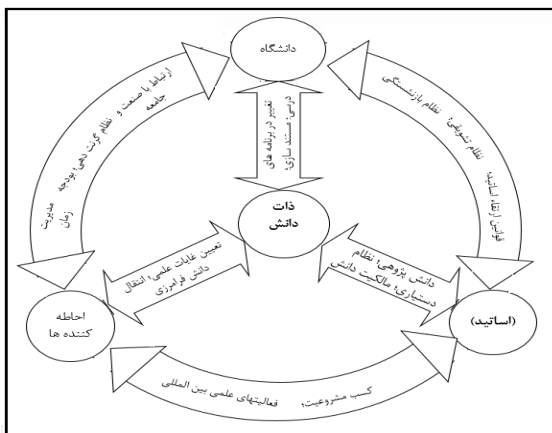 دانشگاه
ارتباط با صنعت و نظام گرنت دهی؛ بودجه
جامعه
زمان
مدیریت
تغییر در برنامه های
درسی؛ مستند سازی؛
نظام تشویقی؛ نظام بازنشستگی
قوانین ارتقاء اساتید؛
ذات
دانش
تعیین غایات علمی؛ انتقال
دانش فرامرزی
دانش پژوهی؛ نظام
دستیاری؛ مالکیت دانش
احاطه
کننده ها
(اساتید)
کسب مشروعیت؛ فعالیتهای علمی بین المللی